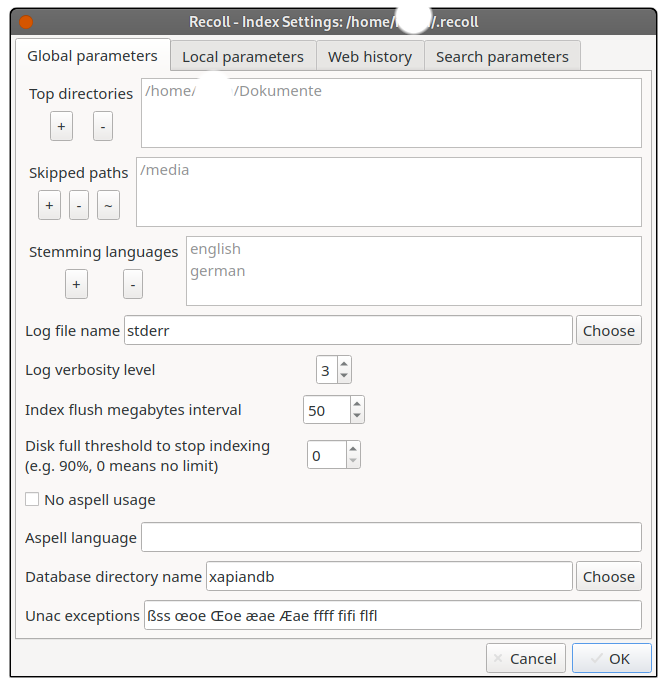 Recoll - Index Settings: /home/ /.recoll
Global parameters Local parameters Web history Search parameters
Top directories
/home/ /Dokumente
+ -
Skipped paths
/media
+ - ~
Stemming languages
english
german
+ -
Log file name stderr Choose
Log verbosity level 3
Index flush megabytes interval 50
Disk full threshold to stop indexing
(e.g. 90%, 0 means no limit) 0
No aspell usage
Aspell language
Database directory name xapiandb Choose
Unac exceptions ßss œoe Œoe æae Æae ffff fifi flfl
Cancel OK